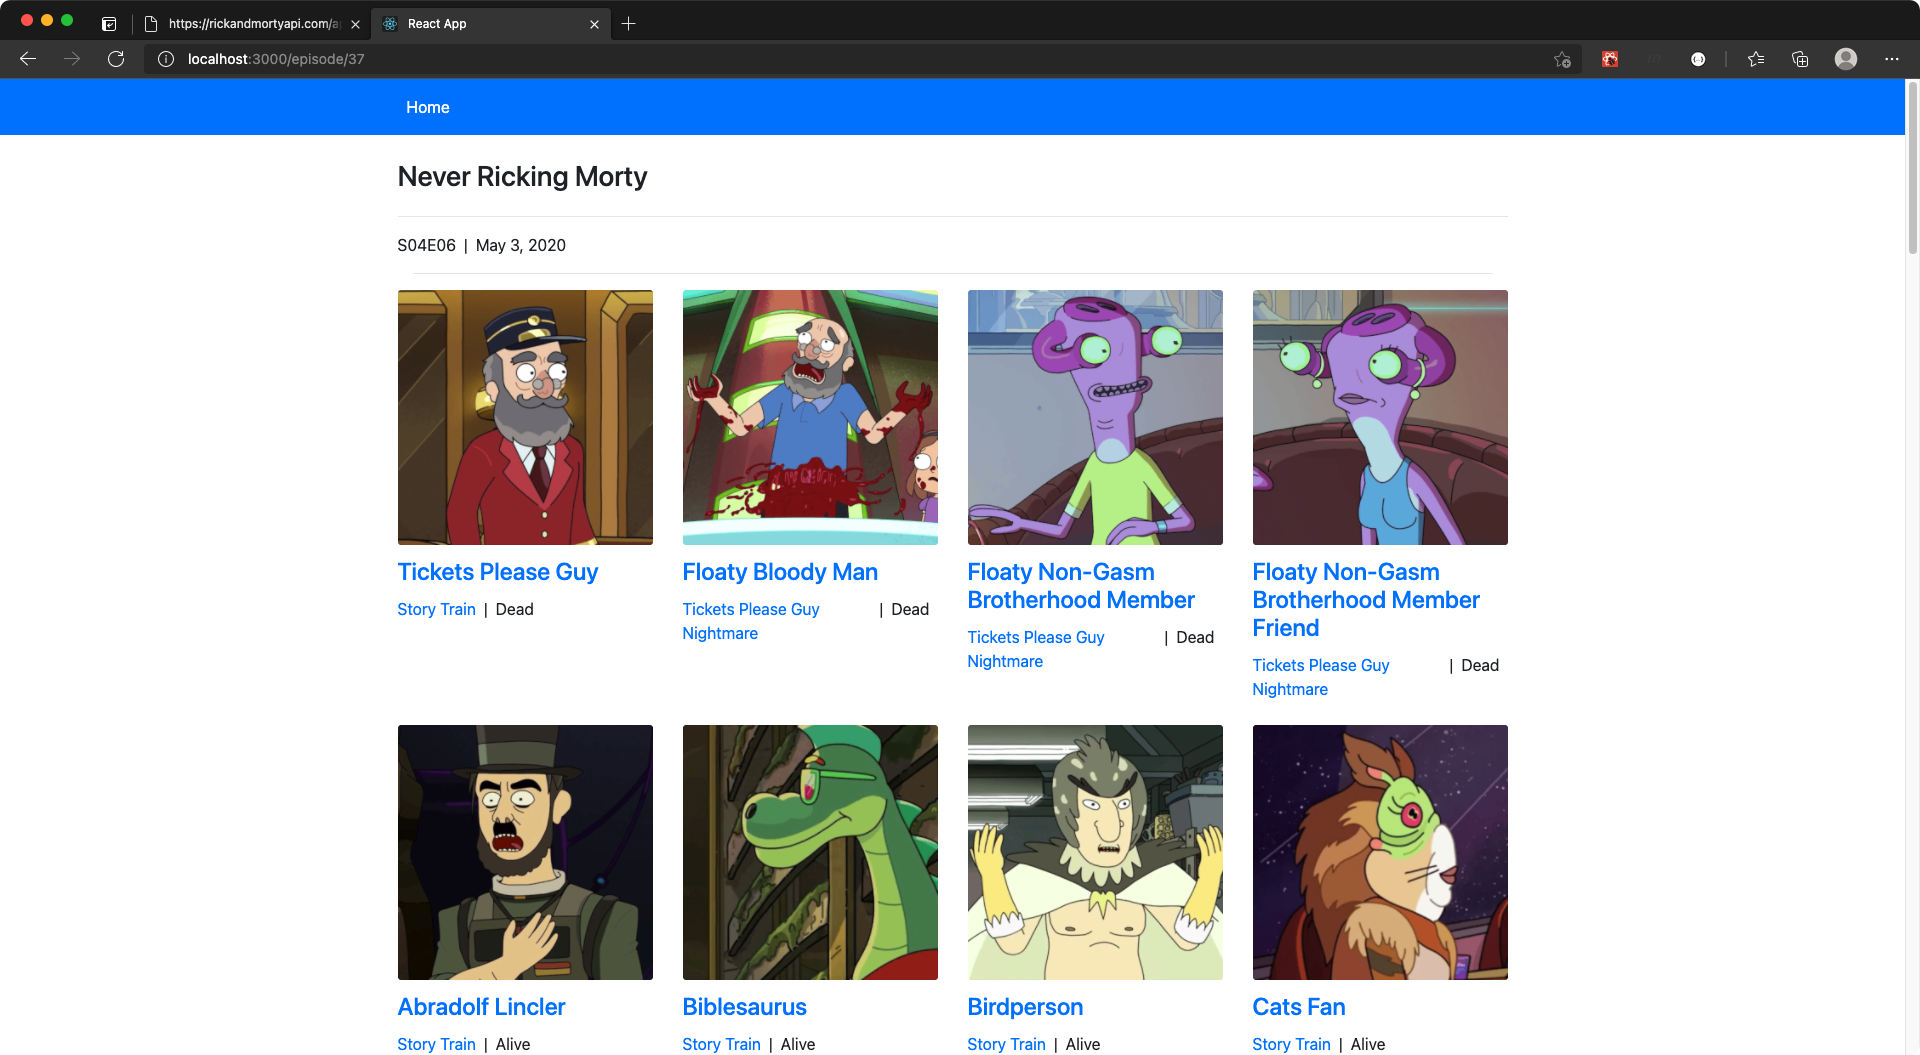 https://rickandmortyapi.com/a
React App
localhost:3000/episode/37
Home
Never Ricking Morty
S04E06 | May 3, 2020
Tickets Please Guy
Story Train | Dead
Floaty Bloody Man
Tickets Please Guy | Dead
Nightmare
Floaty Non-Gasm
Brotherhood Member
Tickets Please Guy | Dead
Nightmare
Floaty Non-Gasm
Brotherhood Member
Friend
Tickets Please Guy | Dead
Nightmare
Abradolf Lincler
Story Train | Alive
Biblesaurus
Story Train | Alive
Birdperson
Story Train | Alive
Cats Fan
Story Train | Alive